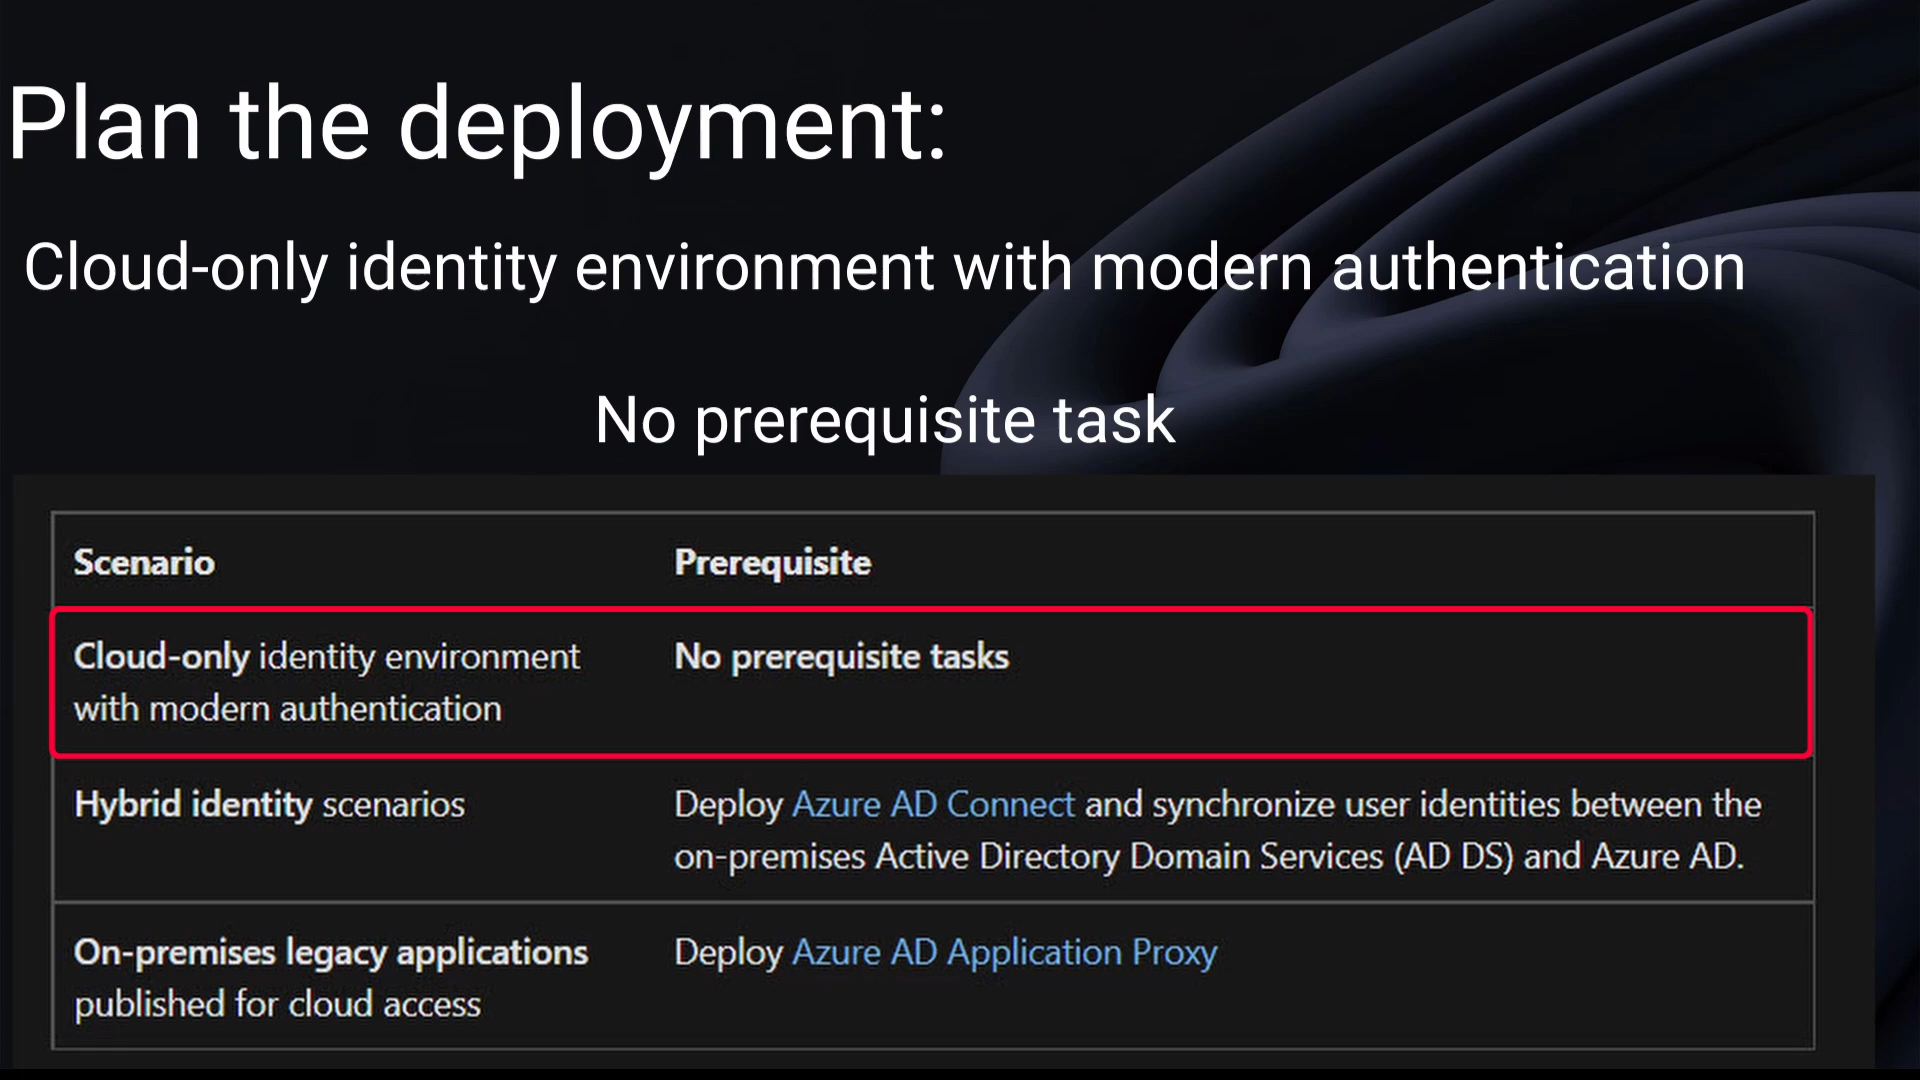 Plan the deployment:
Cloud-only identity environment with modern authentication
No prerequisite task
Scenario Prerequisite
Cloud-only identity environment No prerequisite tasks
with modern authentication
Hybrid identity scenarios Deploy Azure AD Connect and synchronize user identities between the
on-premises Active Directory Domain Services (AD DS) and Azure AD.
On-premises legacy applications Deploy Azure AD Application Proxy
published for cloud access